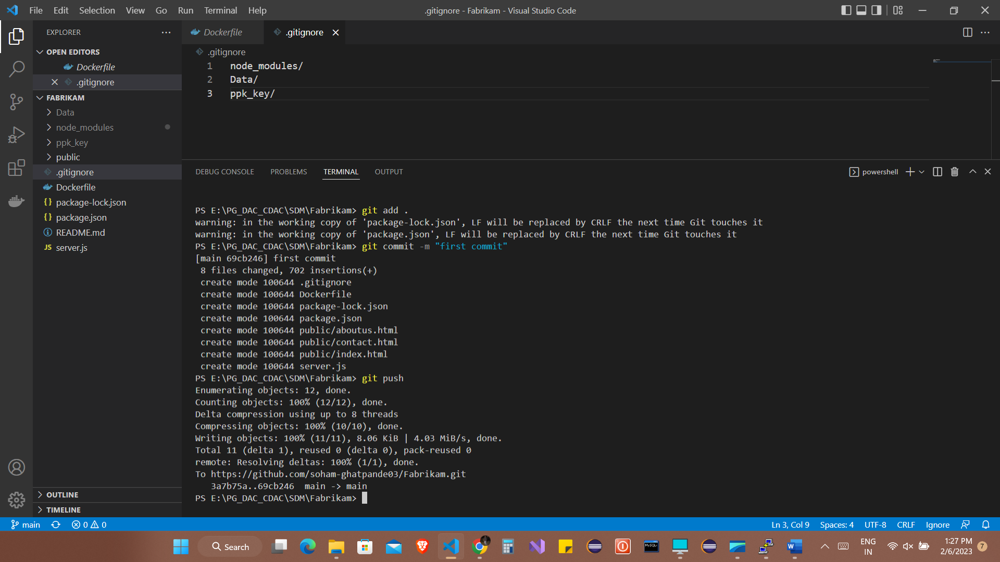 File Edit Selection View Go Run Terminal Help
.gitignore - Fabrikam - Visual Studio Code
EXPLORER
OPEN EDITORS
Dockerfile
.gitignore
FABRIKAM
Data
node_modules
ppk_key
public
.gitignore
Dockerfile
package-lock.json
package.json
README.md
JS server.js
OUTLINE
TIMELINE
Dockerfile
.gitignore
.gitignore
1 node_modules/
2 Data/
3 ppk_key/
DEBUG CONSOLE PROBLEMS TERMINAL OUTPUT
powershell
PS E:\PG_DAC_CDAC\SDM\Fabrikam> git add .
warning: in the working copy of 'package-lock.json', LF will be replaced by CRLF the next time Git touches it
warning: in the working copy of 'package.json', LF will be replaced by CRLF the next time Git touches it
PS E:\PG_DAC_CDAC\SDM\Fabrikam> git commit -m "first commit"
[main 69cb246] first commit
8 files changed, 702 insertions(+)
create mode 100644 .gitignore
create mode 100644 Dockerfile
create mode 100644 package-lock.json
create mode 100644 package.json
create mode 100644 public/aboutus.html
create mode 100644 public/contact.html
create mode 100644 public/index.html
create mode 100644 server.js
PS E:\PG_DAC_CDAC\SDM\Fabrikam> git push
Enumerating objects: 12, done.
Counting objects: 100% (12/12), done.
Delta compression using up to 8 threads
Compressing objects: 100% (10/10), done.
Writing objects: 100% (11/11), 8.06 KiB | 4.03 MiB/s, done.
Total 11 (delta 1), reused 0 (delta 0), pack-reused 0
remote: Resolving deltas: 100% (1/1), done.
To https://github.com/soham-ghatpande03/Fabrikam.git
3a7b75a..69cb246 main -> main
PS E:\PG_DAC_CDAC\SDM\Fabrikam>
main 0 0
Ln 3, Col 9 Spaces: 4 UTF-8 CRLF Ignore
Search
MySQL
W
ENG
IN
1:27 PM
2/6/2023
7